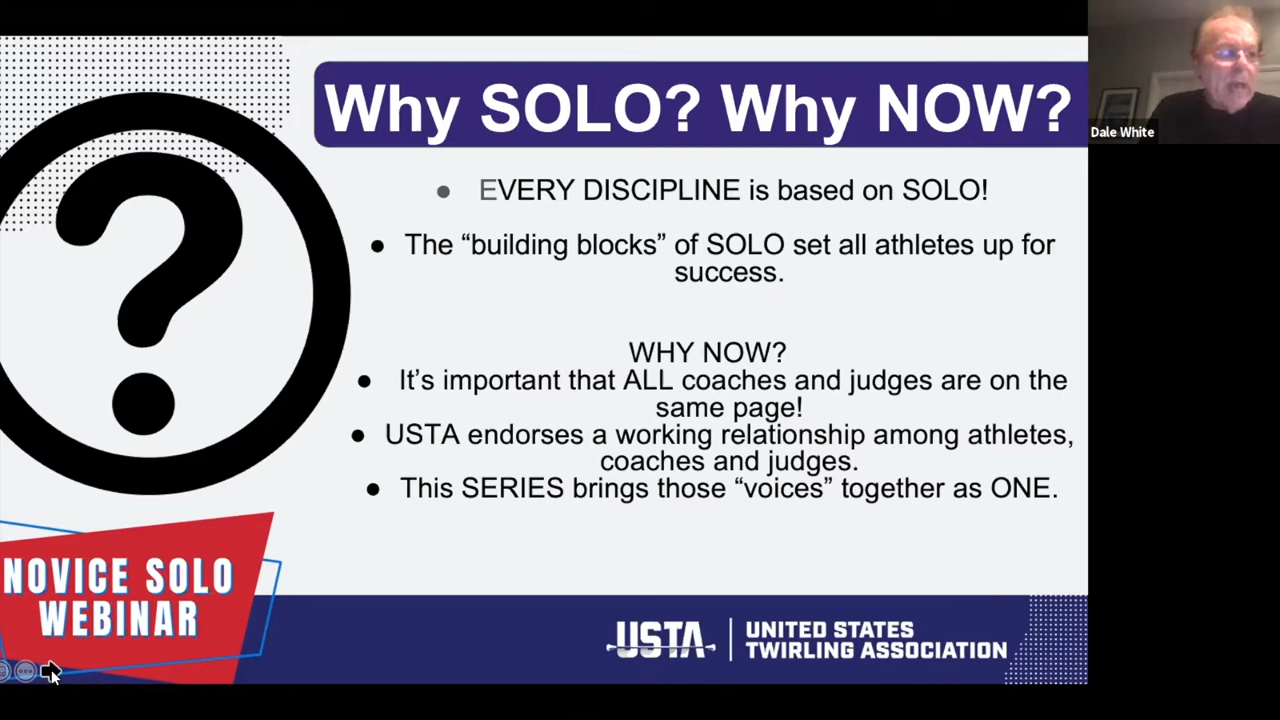 Why SOLO? Why NOW?
Dale White
● EVERY DISCIPLINE is based on SOLO!
● The “building blocks” of SOLO set all athletes up for
success.
WHY NOW?
● It’s important that ALL coaches and judges are on the
same page!
● USTA endorses a working relationship among athletes,
coaches and judges.
● This SERIES brings those “voices” together as ONE.
NOVICE SOLO
WEBINAR
USTA
UNITED STATES
TWIRLING ASSOCIATION